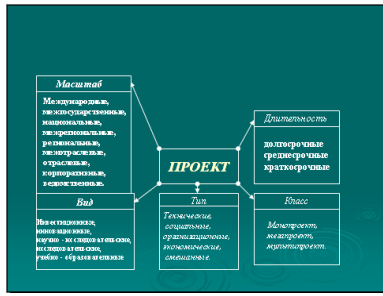 Масштаб
Международные,
межгосударственные,
национальные,
межрегиональные,
региональные,
межотраслевые,
отраслевые,
корпоративные,
ведомственные.
Длительность
долгосрочные
среднесрочные
краткосрочные
ПРОЕКТ
Вид
Инвестиционные,
инновационные,
научно - исследовательские,
исследовательские,
учебно - образовательные
Тип
Технические,
социальные,
организационные,
экономические,
смешанные.
Класс
Монопроект,
мегапроект,
мультипроект.